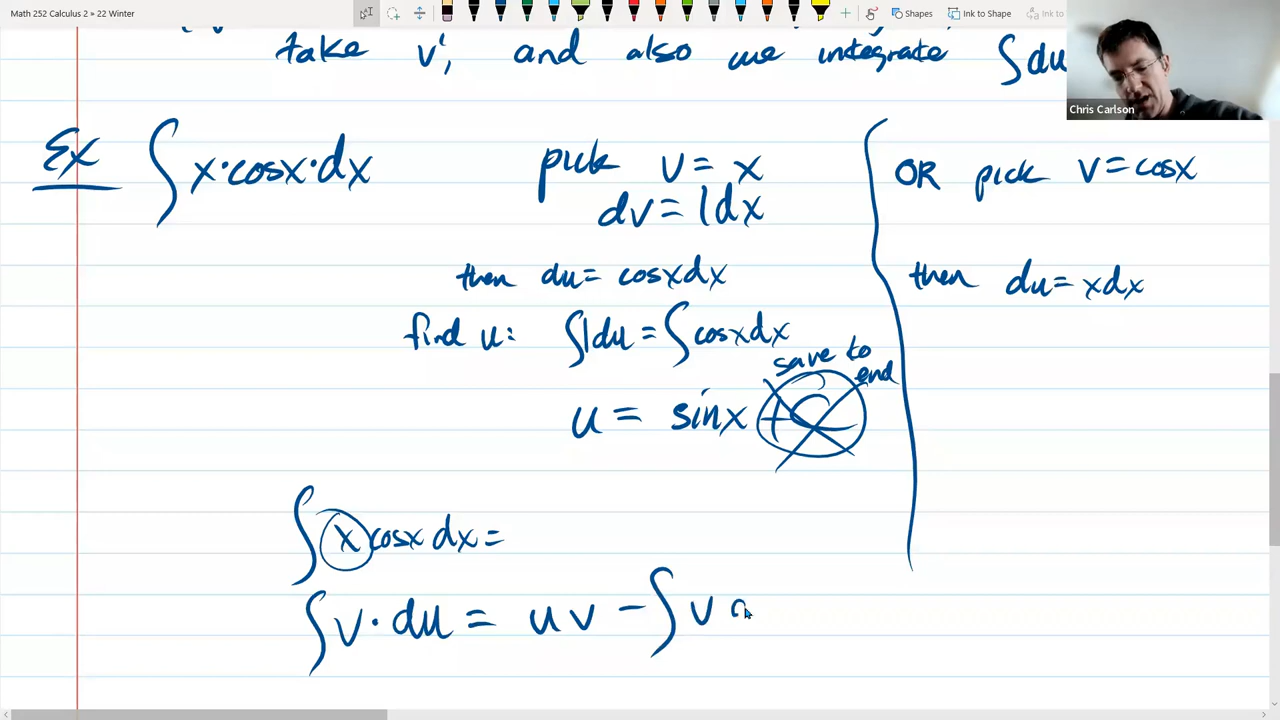 Math 252 Calculus 2 » 22 Winter
Shapes
Ink to Shape
Ink to
take v', and also we integrate ∫du
Chris Carlson
Ex ∫x·cosx·dx
pick v = x
dv = 1dx
then du = cosxdx
find u: ∫1du = ∫cosxdx
save to end
u = sinx + C
OR pick v = cosx
then du = xdx
∫x cosx dx =
∫v·du = uv - ∫v